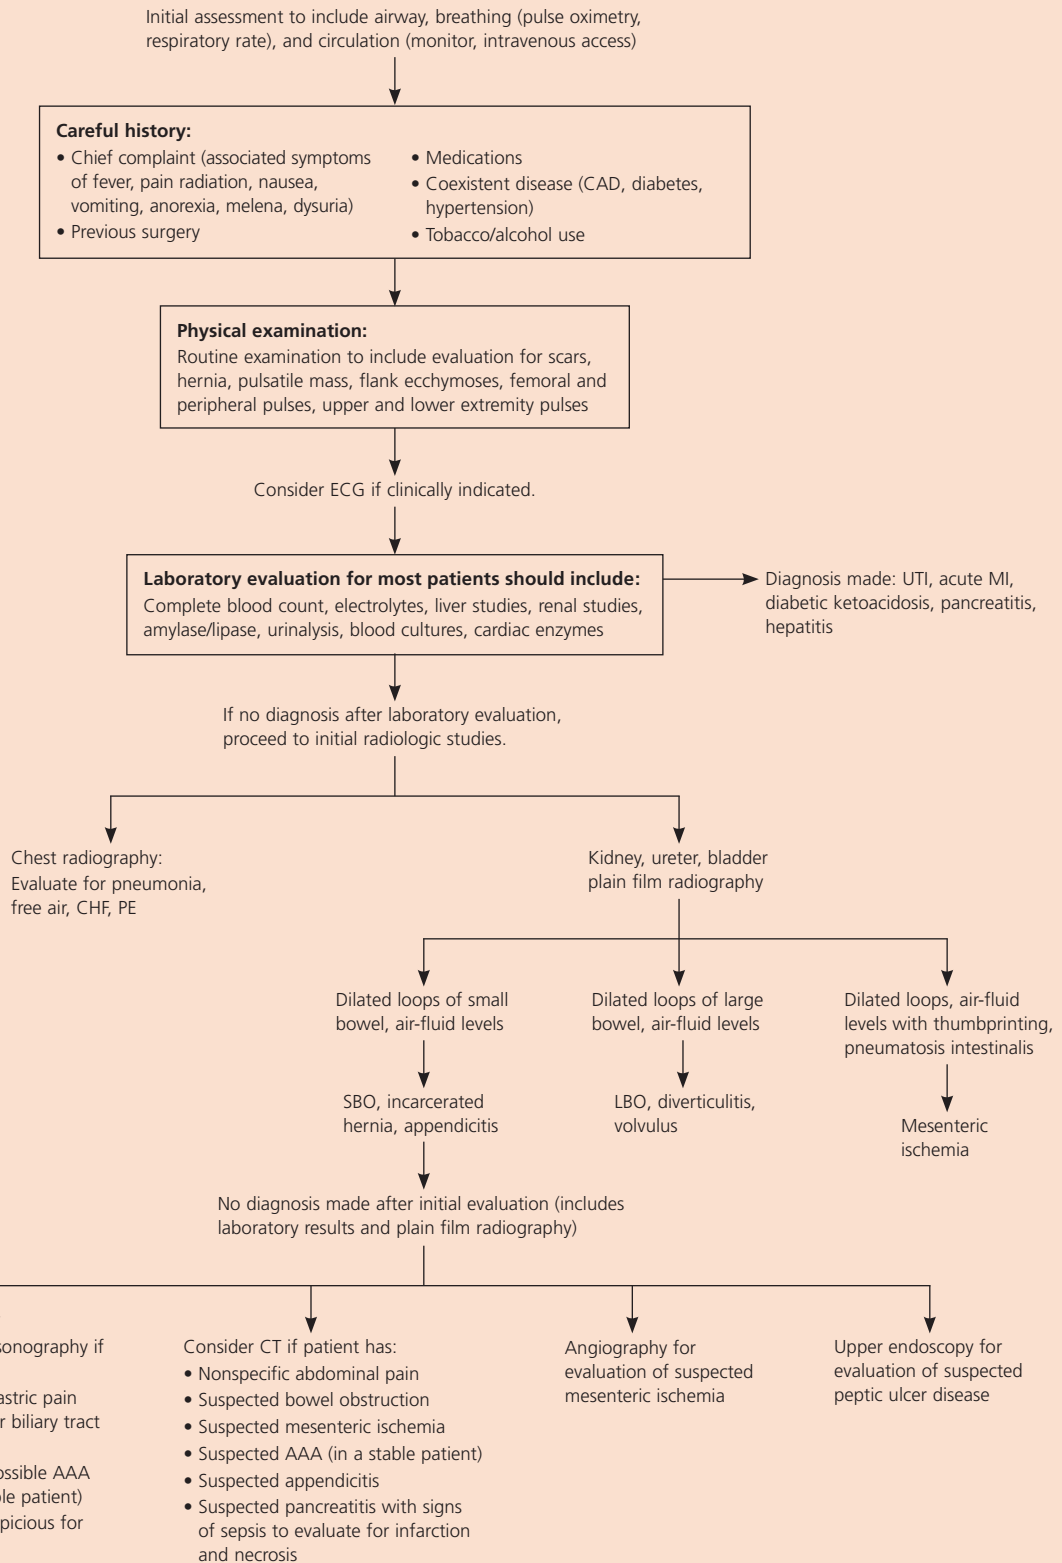 Initial assessment to include airway, breathing (pulse oximetry,
respiratory rate), and circulation (monitor, intravenous access)
Careful history:
• Chief complaint (associated symptoms
of fever, pain radiation, nausea,
vomiting, anorexia, melena, dysuria)
• Previous surgery
• Medications
• Coexistent disease (CAD, diabetes,
hypertension)
• Tobacco/alcohol use
Physical examination:
Routine examination to include evaluation for scars,
hernia, pulsatile mass, flank ecchymoses, femoral and
peripheral pulses, upper and lower extremity pulses
Consider ECG if clinically indicated.
Laboratory evaluation for most patients should include:
Complete blood count, electrolytes, liver studies, renal studies,
amylase/lipase, urinalysis, blood cultures, cardiac enzymes
Diagnosis made: UTI, acute MI,
diabetic ketoacidosis, pancreatitis,
hepatitis
If no diagnosis after laboratory evaluation,
proceed to initial radiologic studies.
Chest radiography:
Evaluate for pneumonia,
free air, CHF, PE
Kidney, ureter, bladder
plain film radiography
Dilated loops of small
bowel, air-fluid levels
Dilated loops of large
bowel, air-fluid levels
Dilated loops, air-fluid
levels with thumbprinting,
pneumatosis intestinalis
SBO, incarcerated
hernia, appendicitis
LBO, diverticulitis,
volvulus
Mesenteric
ischemia
No diagnosis made after initial evaluation (includes
laboratory results and plain film radiography)
sonography if
astric pain
r biliary tract
ossible AAA
le patient)
picious for
Consider CT if patient has:
• Nonspecific abdominal pain
• Suspected bowel obstruction
• Suspected mesenteric ischemia
• Suspected AAA (in a stable patient)
• Suspected appendicitis
• Suspected pancreatitis with signs
of sepsis to evaluate for infarction
and necrosis
Angiography for
evaluation of suspected
mesenteric ischemia
Upper endoscopy for
evaluation of suspected
peptic ulcer disease